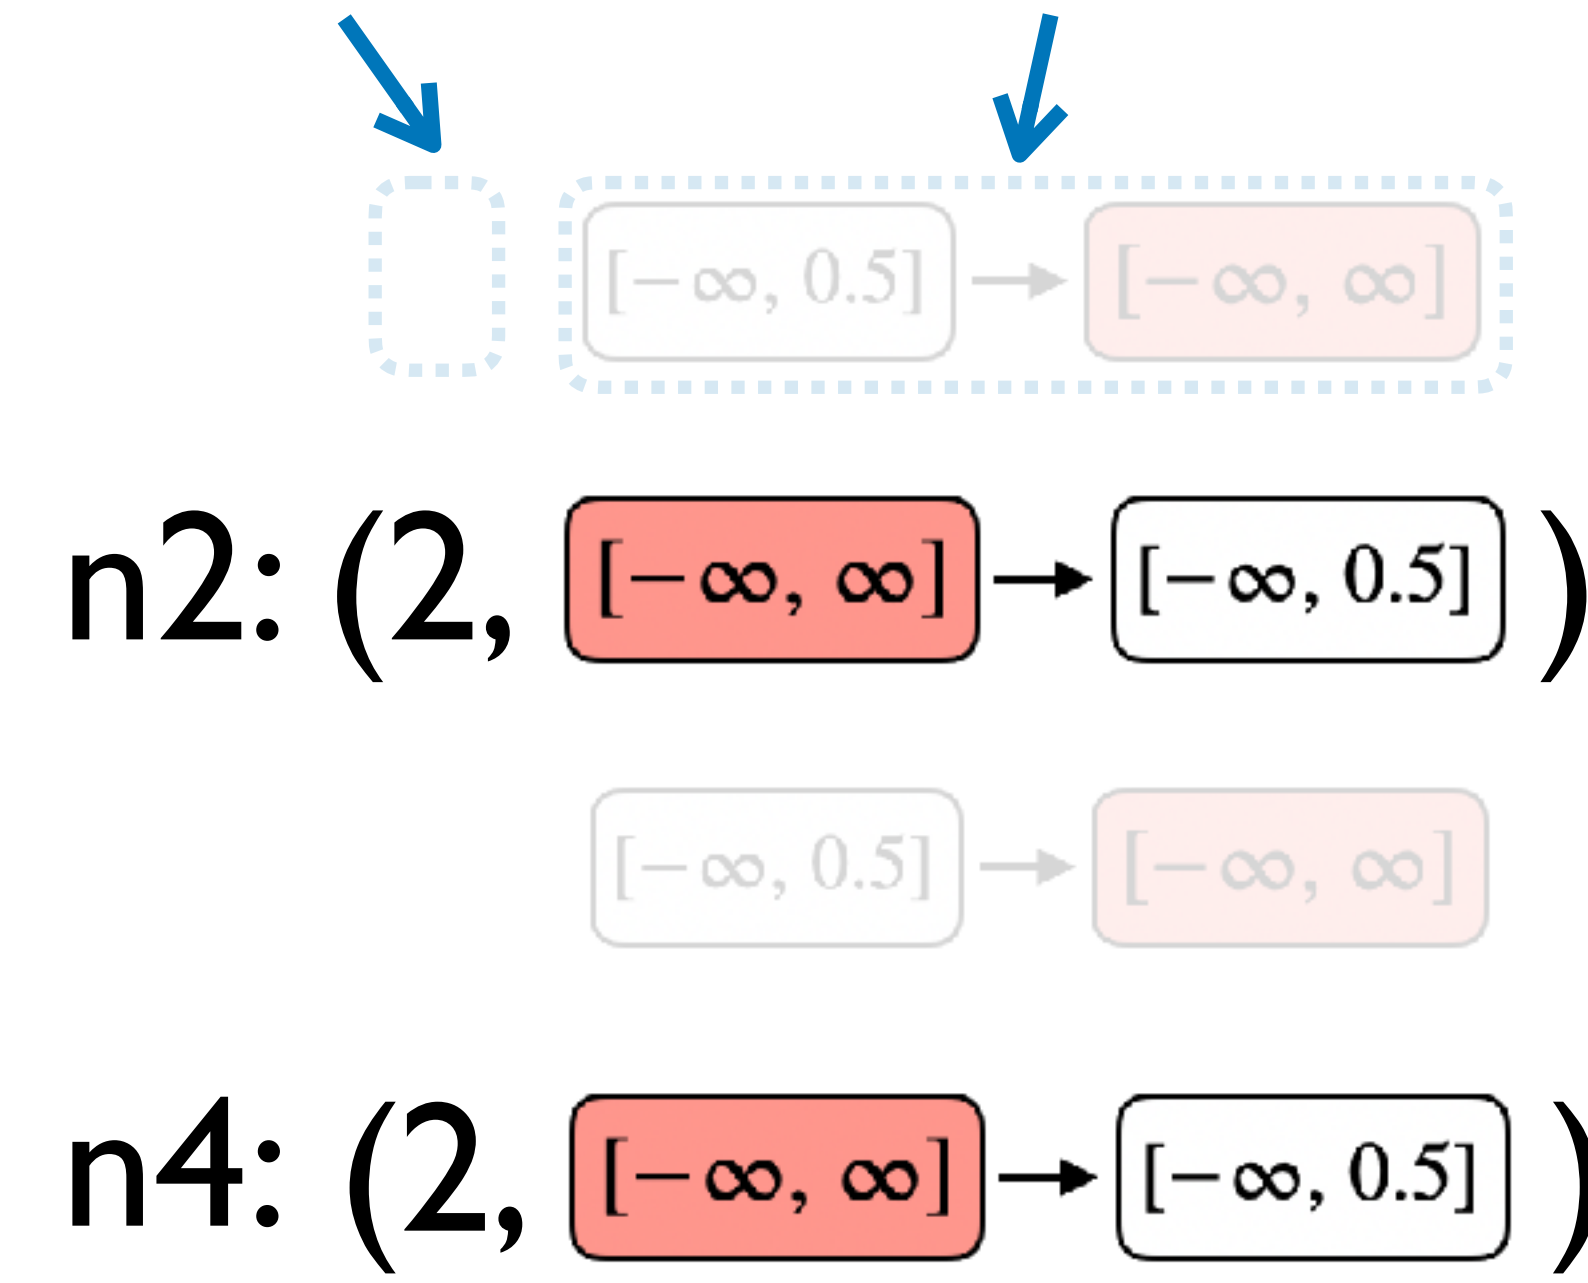 [−∞, 0.5] → [−∞, ∞]
n2: (2, [−∞, ∞] → [−∞, 0.5] )
[−∞, 0.5] → [−∞, ∞]
n4: (2, [−∞, ∞] → [−∞, 0.5] )